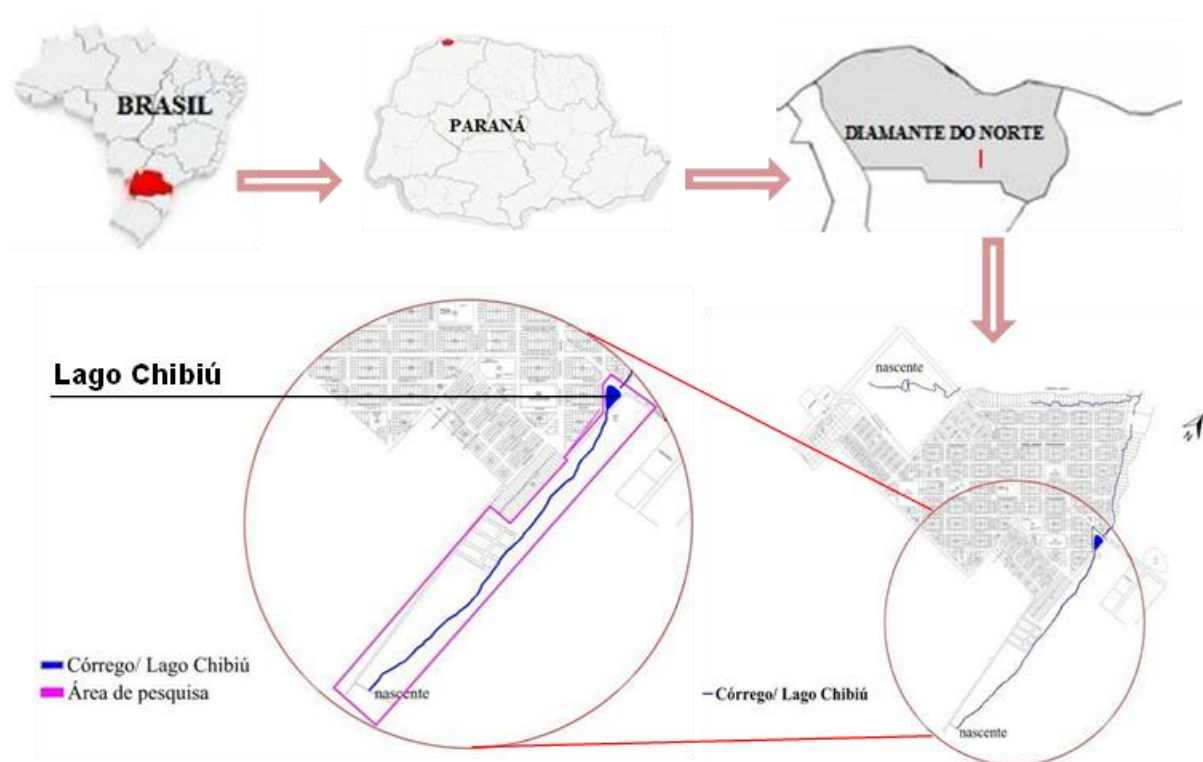 BRASIL
PARANÁ
DIAMANTE DO NORTE
Lago Chibiú
nascente
Córrego/ Lago Chibiú
Área de pesquisa
nascente
nascente
Córrego/ Lago Chibiú
N